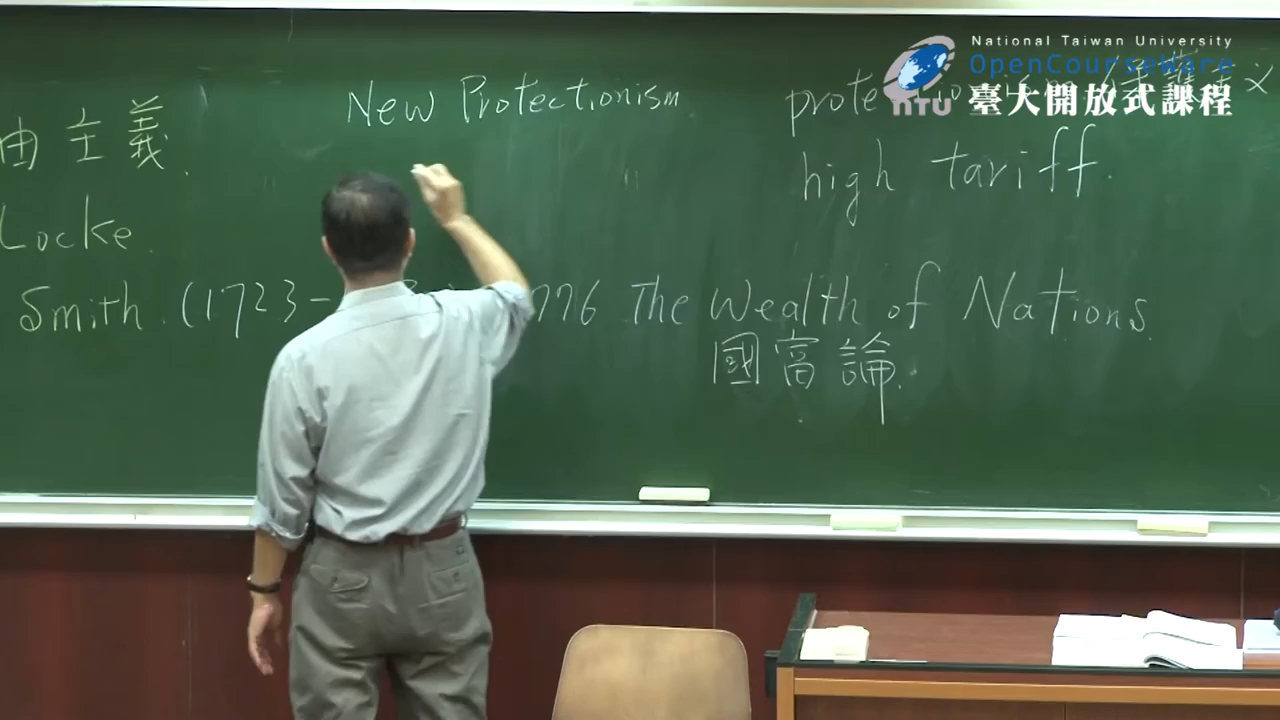 National Taiwan University
OpenCourseWare
NTU 臺大開放式課程
New Protectionism
high tariff.
由主義.
Locke.
Smith. (1723- 1776 The Wealth of Nations.
國富論.